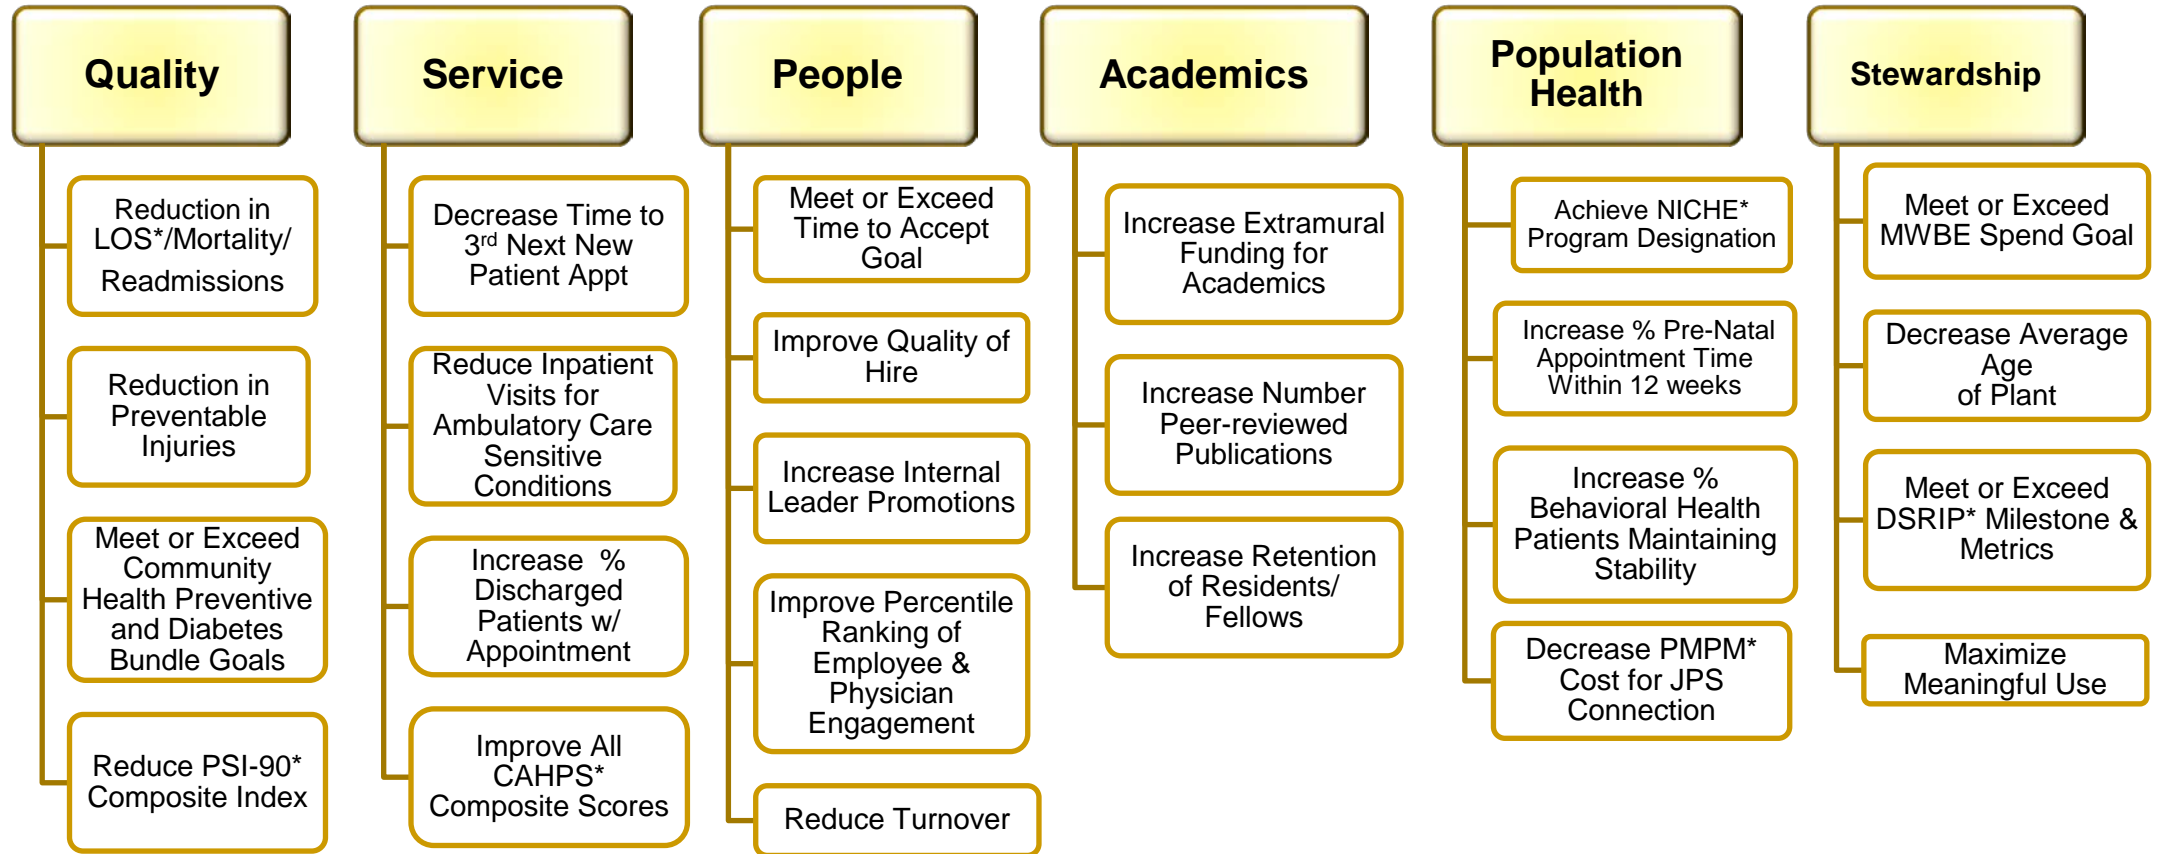 Quality
Reduction in
LOS*/Mortality/
Readmissions
Reduction in
Preventable
Injuries
Meet or Exceed
Community
Health Preventive
and Diabetes
Bundle Goals
Reduce PSI-90*
Composite Index
Service
Decrease Time to
3rd Next New
Patient Appt
Reduce Inpatient
Visits for
Ambulatory Care
Sensitive
Conditions
Increase %
Discharged
Patients w/
Appointment
Improve All
CAHPS*
Composite Scores
People
Meet or Exceed
Time to Accept
Goal
Improve Quality of
Hire
Increase Internal
Leader Promotions
Improve Percentile
Ranking of
Employee &
Physician
Engagement
Reduce Turnover
Academics
Increase Extramural
Funding for
Academics
Increase Number
Peer-reviewed
Publications
Increase Retention
of Residents/
Fellows
Population
Health
Achieve NICHE*
Program Designation
Increase % Pre-Natal
Appointment Time
Within 12 weeks
Increase %
Behavioral Health
Patients Maintaining
Stability
Decrease PMPM*
Cost for JPS
Connection
Stewardship
Meet or Exceed
MWBE Spend Goal
Decrease Average
Age
of Plant
Meet or Exceed
DSRIP* Milestone &
Metrics
Maximize
Meaningful Use